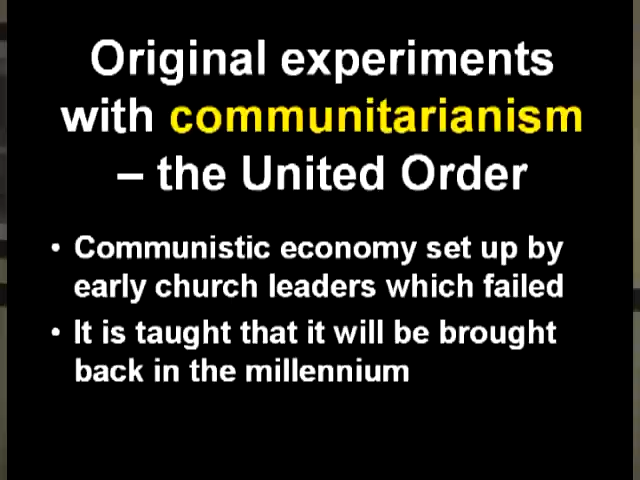 Original experiments
with communitarianism
– the United Order
• Communistic economy set up by
early church leaders which failed
• It is taught that it will be brought
back in the millennium